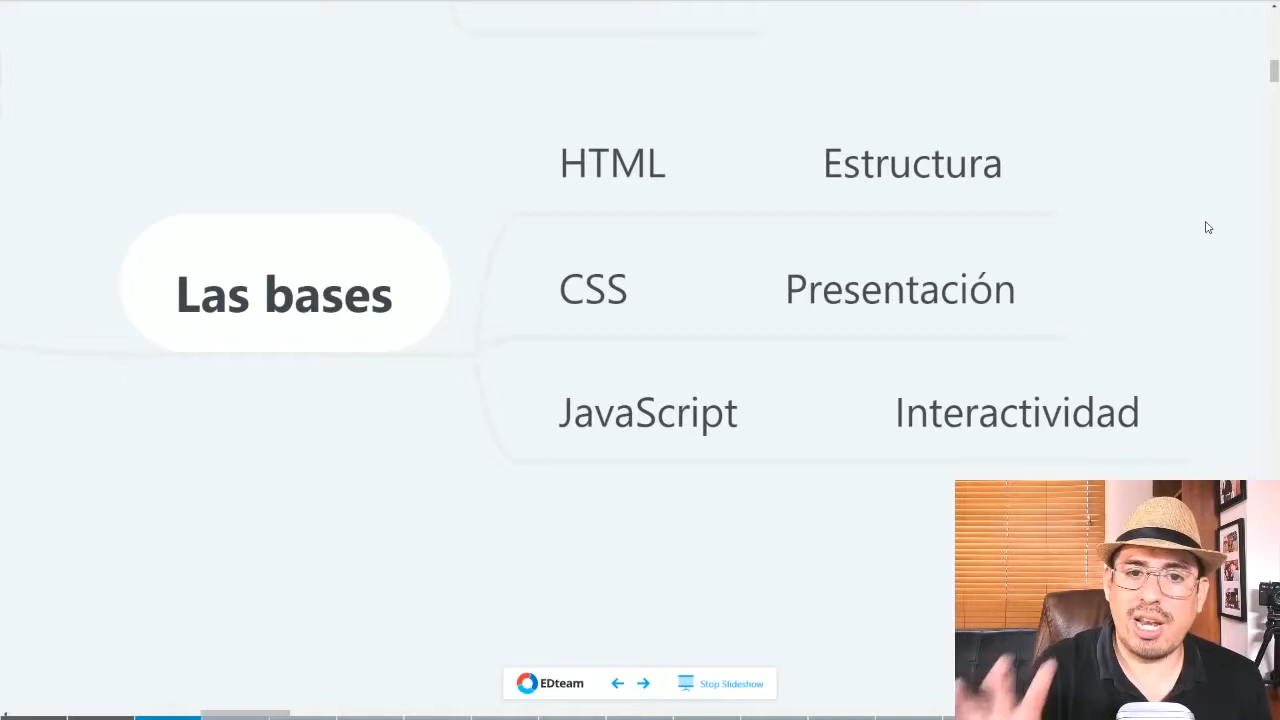 HTML Estructura
Las bases
CSS Presentación
JavaScript Interactividad
EDteam Stop Slideshow